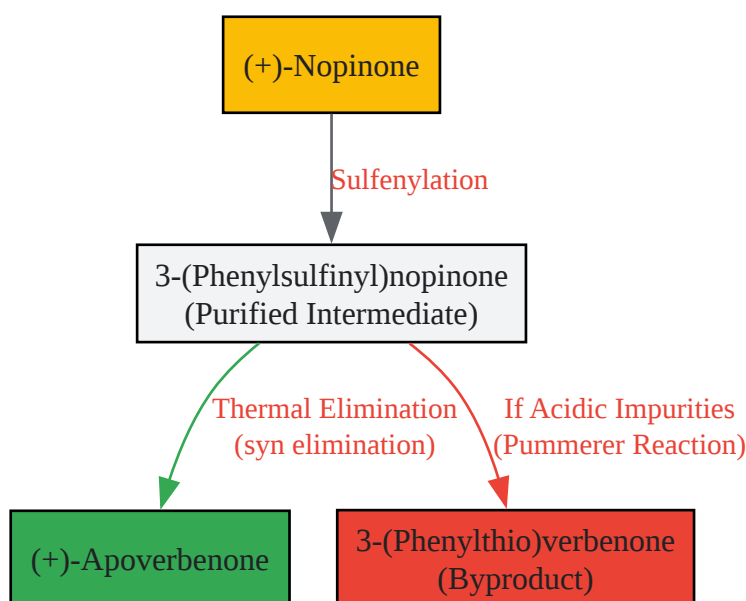 (+)-Nopinone
Sulfenylation
3-(Phenylsulfinyl)nopinone
(Purified Intermediate)
Thermal Elimination
(syn elimination)
If Acidic Impurities
(Pummerer Reaction)
(+)-Apoverbenone
3-(Phenylthio)verbenone
(Byproduct)